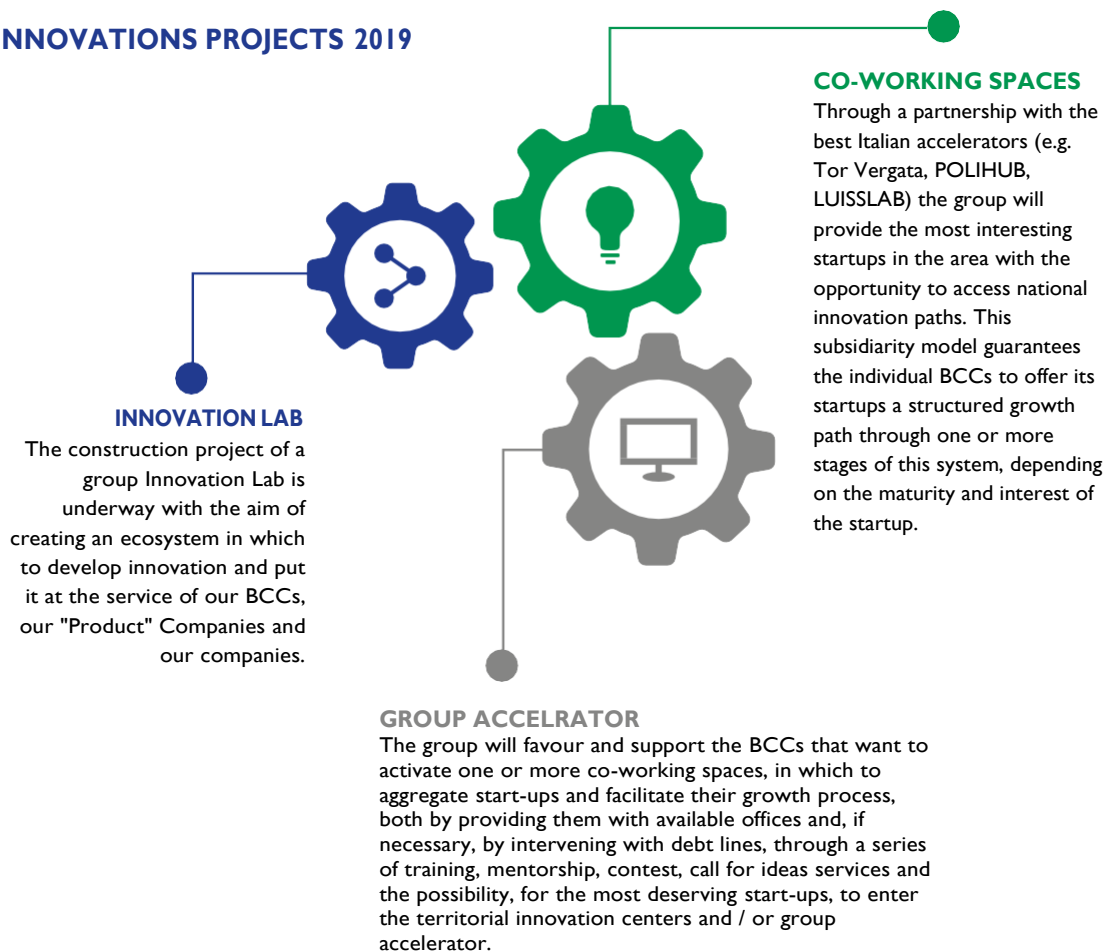 NNOVATIONS PROJECTS 2019
CO-WORKING SPACES
Through a partnership with the
best Italian accelerators (e.g.
Tor Vergata, POLIHUB,
LUISSLAB) the group will
provide the most interesting
startups in the area with the
opportunity to access national
innovation paths. This
subsidiarity model guarantees
the individual BCCs to offer its
startups a structured growth
path through one or more
stages of this system, depending
on the maturity and interest of
the startup.
INNOVATION LAB
The construction project of a
group Innovation Lab is
underway with the aim of
creating an ecosystem in which
to develop innovation and put
it at the service of our BCCs,
our "Product" Companies and
our companies.
GROUP ACCELRATOR
The group will favour and support the BCCs that want to
activate one or more co-working spaces, in which to
aggregate start-ups and facilitate their growth process,
both by providing them with available offices and, if
necessary, by intervening with debt lines, through a series
of training, mentorship, contest, call for ideas services and
the possibility, for the most deserving start-ups, to enter
the territorial innovation centers and / or group
accelerator.